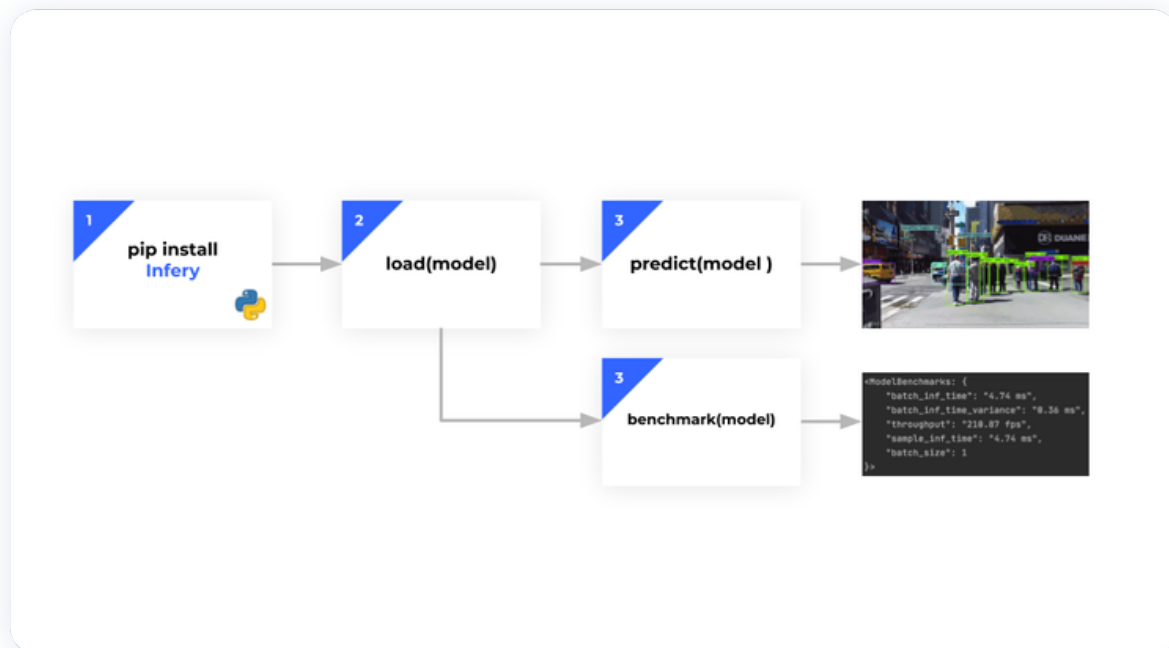 1
pip install
Infery
2
load(model)
3
predict(model )
DUANE
3
benchmark(model)
<ModelBenchmarks: {
"batch_inf_time": "4.74 ms",
"batch_inf_time_variance": "0.36 ms",
"throughput": "210.87 fps",
"sample_inf_time": "4.74 ms",
"batch_size": 1
}>